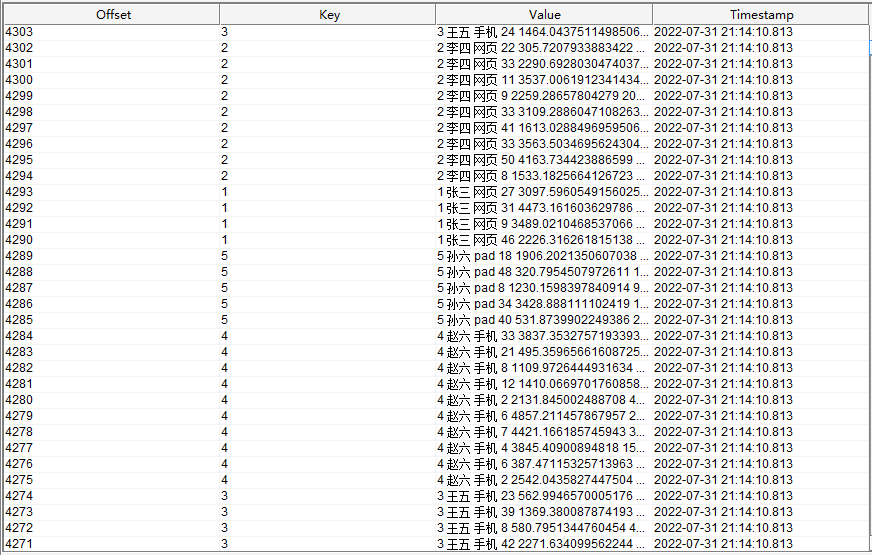 Offset Key Value Timestamp
4303 3 3 王五 手机 24 1464.0437511498506... 2022-07-31 21:14:10.813
4302 2 2 李四 网页 22 305.7207933883422 ... 2022-07-31 21:14:10.813
4301 2 2 李四 网页 33 2290.6928030474037... 2022-07-31 21:14:10.813
4300 2 2 李四 网页 11 3537.0061912341434... 2022-07-31 21:14:10.813
4299 2 2 李四 网页 9 2259.28657804279 20... 2022-07-31 21:14:10.813
4298 2 2 李四 网页 33 3109.2886047108263... 2022-07-31 21:14:10.813
4297 2 2 李四 网页 41 1613.0288496959506... 2022-07-31 21:14:10.813
4296 2 2 李四 网页 33 3563.5034695624304... 2022-07-31 21:14:10.813
4295 2 2 李四 网页 50 4163.734423886599 ... 2022-07-31 21:14:10.813
4294 2 2 李四 网页 8 1533.1825664126723 ... 2022-07-31 21:14:10.813
4293 1 1 张三 网页 27 3097.5960549156025... 2022-07-31 21:14:10.813
4292 1 1 张三 网页 31 4473.161603629786 ... 2022-07-31 21:14:10.813
4291 1 1 张三 网页 9 3489.0210468537066 ... 2022-07-31 21:14:10.813
4290 1 1 张三 网页 46 2226.316261815138 ... 2022-07-31 21:14:10.813
4289 5 5 孙六 pad 18 1906.2021350607038 ... 2022-07-31 21:14:10.813
4288 5 5 孙六 pad 48 320.7954507972611 1... 2022-07-31 21:14:10.813
4287 5 5 孙六 pad 8 1230.1598397840914 9... 2022-07-31 21:14:10.813
4286 5 5 孙六 pad 34 3428.888111102419 1... 2022-07-31 21:14:10.813
4285 5 5 孙六 pad 40 531.8739902249386 2... 2022-07-31 21:14:10.813
4284 4 4 赵六 手机 33 3837.3532757193393... 2022-07-31 21:14:10.813
4283 4 4 赵六 手机 21 495.35965661608725... 2022-07-31 21:14:10.813
4282 4 4 赵六 手机 8 1109.9726444931634 ... 2022-07-31 21:14:10.813
4281 4 4 赵六 手机 12 1410.0669701760858... 2022-07-31 21:14:10.813
4280 4 4 赵六 手机 2 2131.845002488708 4... 2022-07-31 21:14:10.813
4279 4 4 赵六 手机 6 4857.211457867957 2... 2022-07-31 21:14:10.813
4278 4 4 赵六 手机 7 4421.166185745943 3... 2022-07-31 21:14:10.813
4277 4 4 赵六 手机 4 3845.40900894818 15... 2022-07-31 21:14:10.813
4276 4 4 赵六 手机 6 387.47115325713963 ... 2022-07-31 21:14:10.813
4275 4 4 赵六 手机 2 2542.0435827447504 ... 2022-07-31 21:14:10.813
4274 3 3 王五 手机 23 562.9946570005176 ... 2022-07-31 21:14:10.813
4273 3 3 王五 手机 39 1369.380087874193 ... 2022-07-31 21:14:10.813
4272 3 3 王五 手机 8 580.7951344760454 4... 2022-07-31 21:14:10.813
4271 3 3 王五 手机 42 2271.634099562244 ... 2022-07-31 21:14:10.813